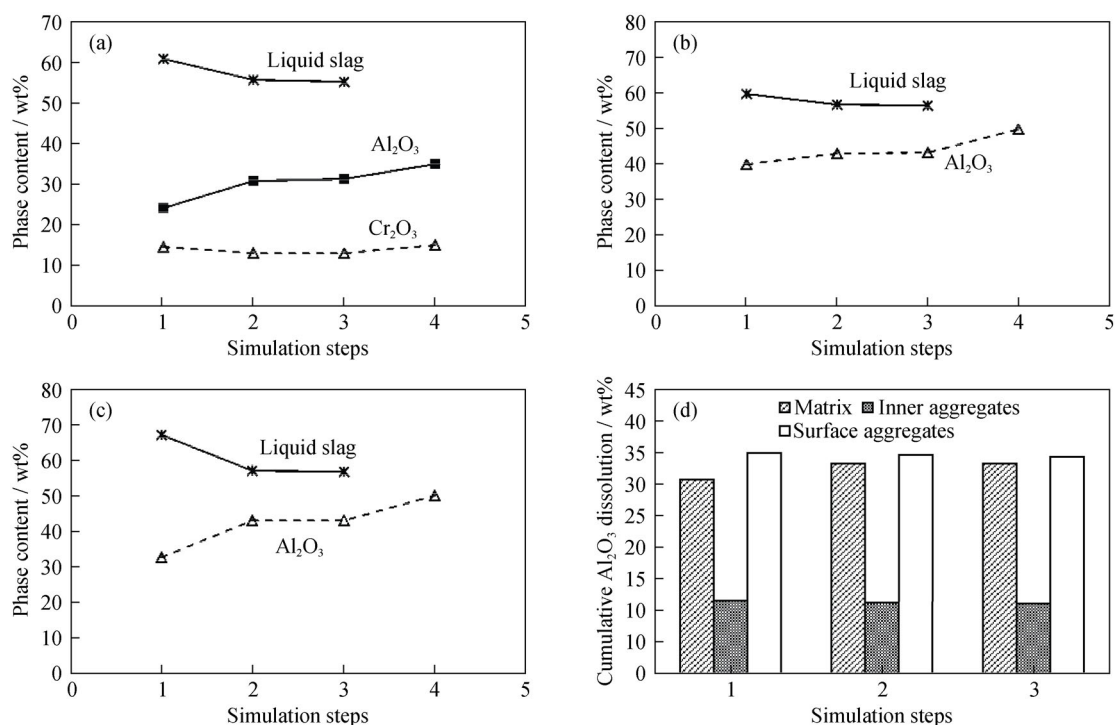 70
60
50
40
30
20
10
0
(a)
Liquid slag
Al₂O₃
Cr₂O₃
0 1 2 3 4 5
Simulation steps
Phase content / wt%
80
70
60
50
40
30
20
10
0
(b)
Liquid slag
Al₂O₃
0 1 2 3 4 5
Simulation steps
Phase content / wt%
80
70
60
50
40
30
20
10
0
(c)
Liquid slag
Al₂O₃
0 1 2 3 4 5
Simulation steps
Phase content / wt%
45
40
35
30
25
20
15
10
10
0
(d)
Matrix Inner aggregates
Surface aggregates
1 2 3
Simulation steps
Cumulative Al₂O₃ dissolution / wt%